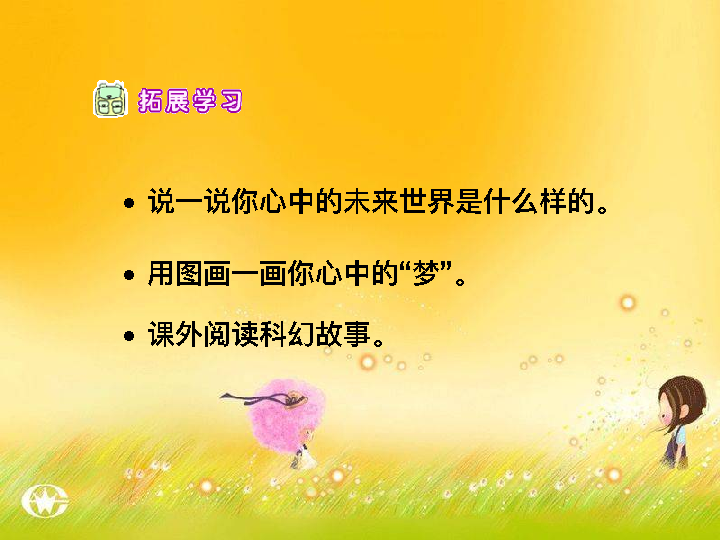 拓展学习
• 说一说你心中的未来世界是什么样的。
• 用图画一画你心中的“梦”。
• 课外阅读科幻故事。